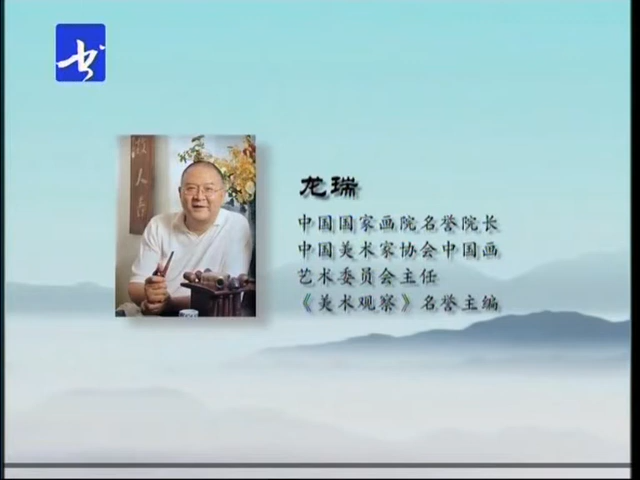 书
龙瑞
中国国家画院名誉院长
中国美术家协会中国画
艺术委员会主任
《美术观察》名誉主编